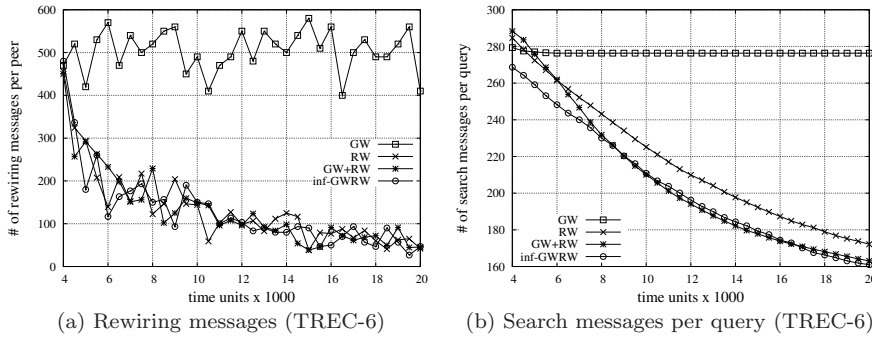 600
500
400
300
200
100
0
4 6 8 10 12 14 16 18 20
# of rewiring messages per peer
time units x 1000
GW
RW
GW+RW
inf-GWRW
(a) Rewiring messages (TREC-6)
300
280
260
240
220
200
180
160
4 6 8 10 12 14 16 18 20
# of search messages per query
time units x 1000
GW
RW
GW+RW
inf-GWRW
(b) Search messages per query (TREC-6)